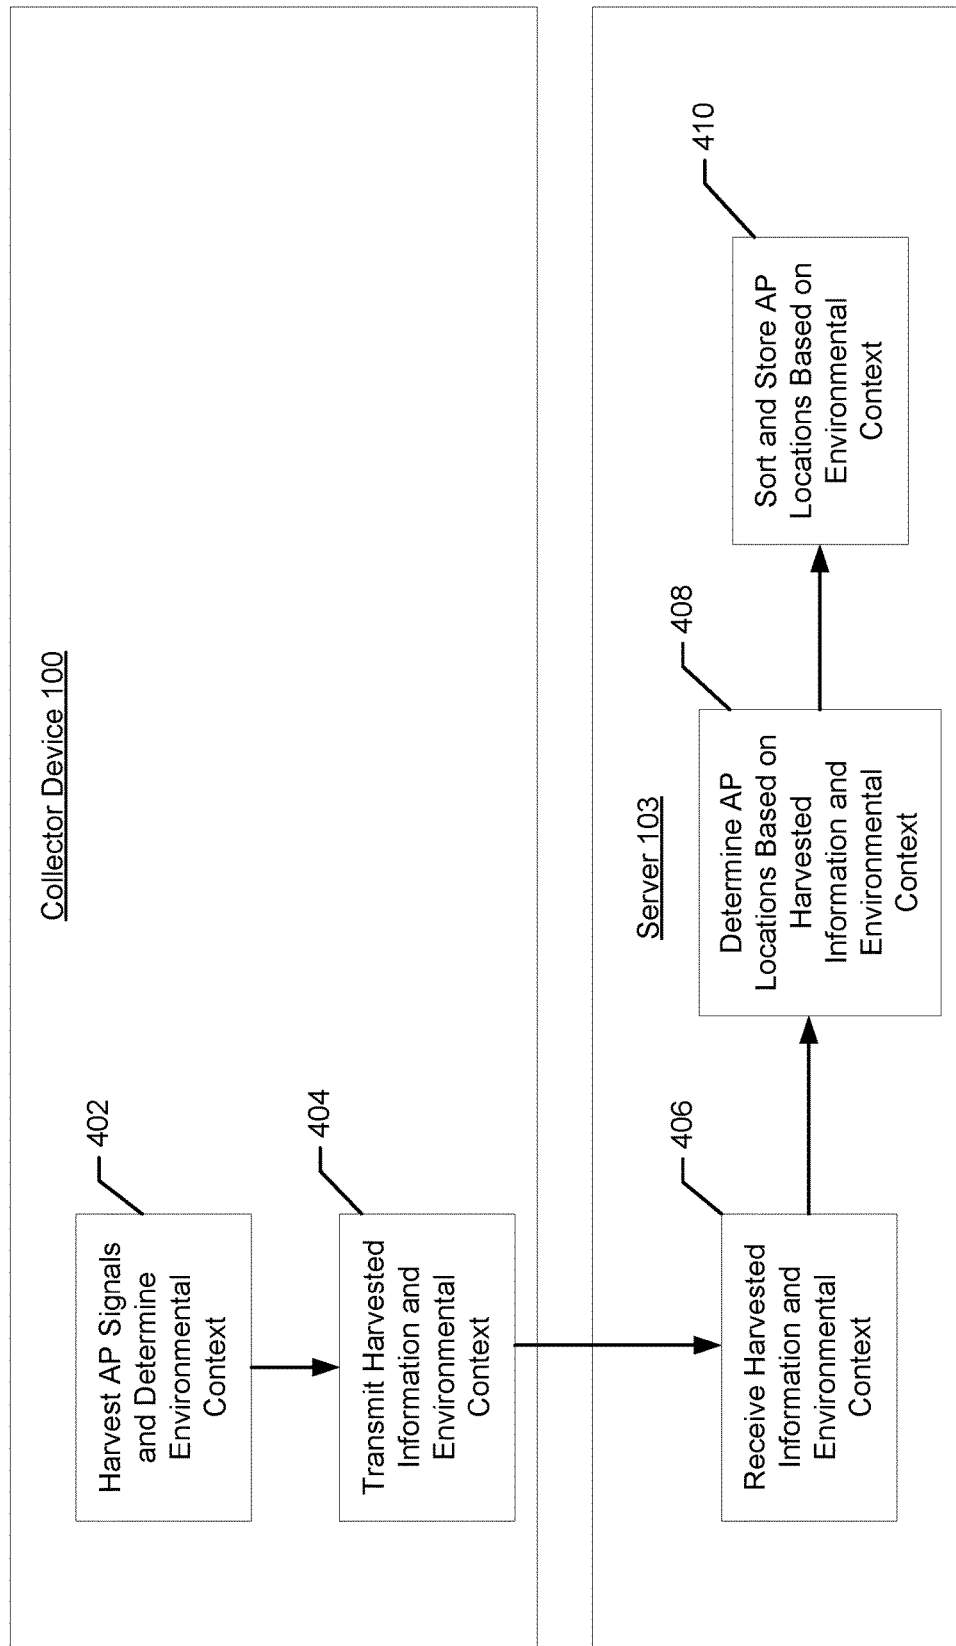 Collector Device 100
Harvest AP Signals
and Determine
Environmental
Context
402
Transmit Harvested
Information and
Environmental
Context
404
Server 103
Receive Harvested
Information and
Environmental
Context
406
Determine AP
Locations Based on
Harvested
Information and
Environmental
Context
408
Sort and Store AP
Locations Based on
Environmental
Context
410